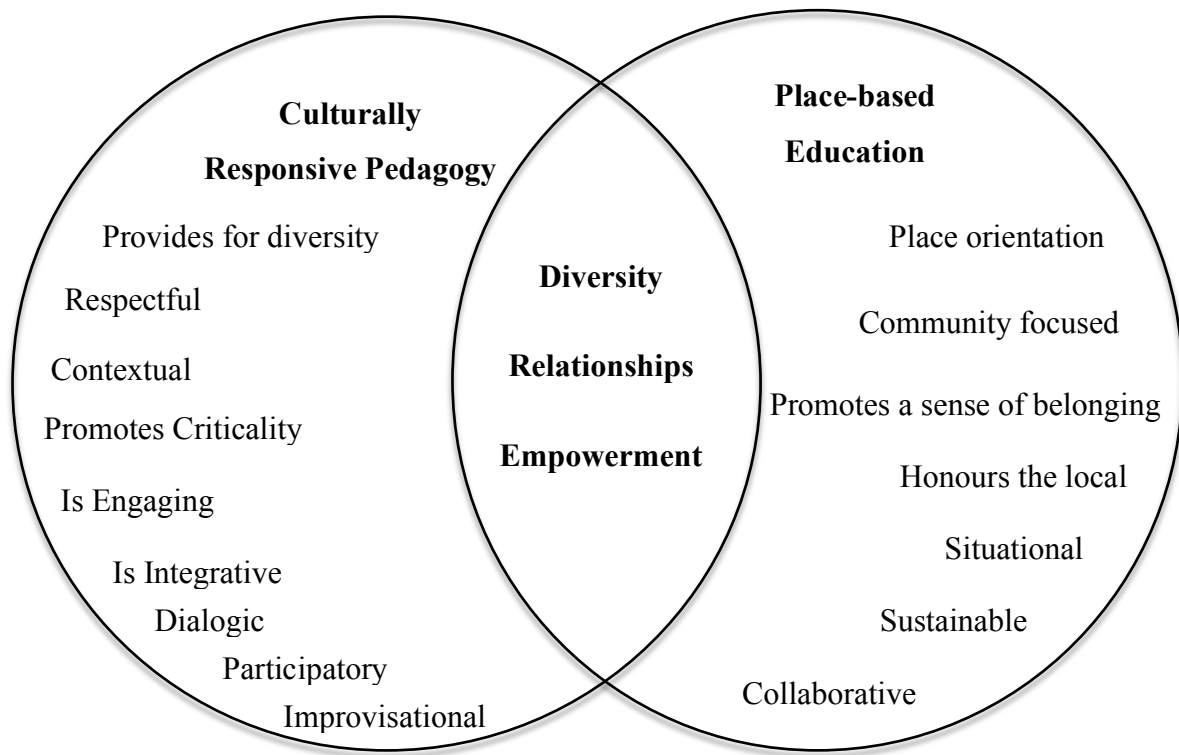 Culturally
Responsive Pedagogy
Provides for diversity
Respectful
Contextual
Promotes Criticality
Is Engaging
Is Integrative
Dialogic
Participatory
Improvisational
Diversity
Relationships
Empowerment
Place-based
Education
Place orientation
Community focused
Promotes a sense of belonging
Honours the local
Situational
Sustainable
Collaborative